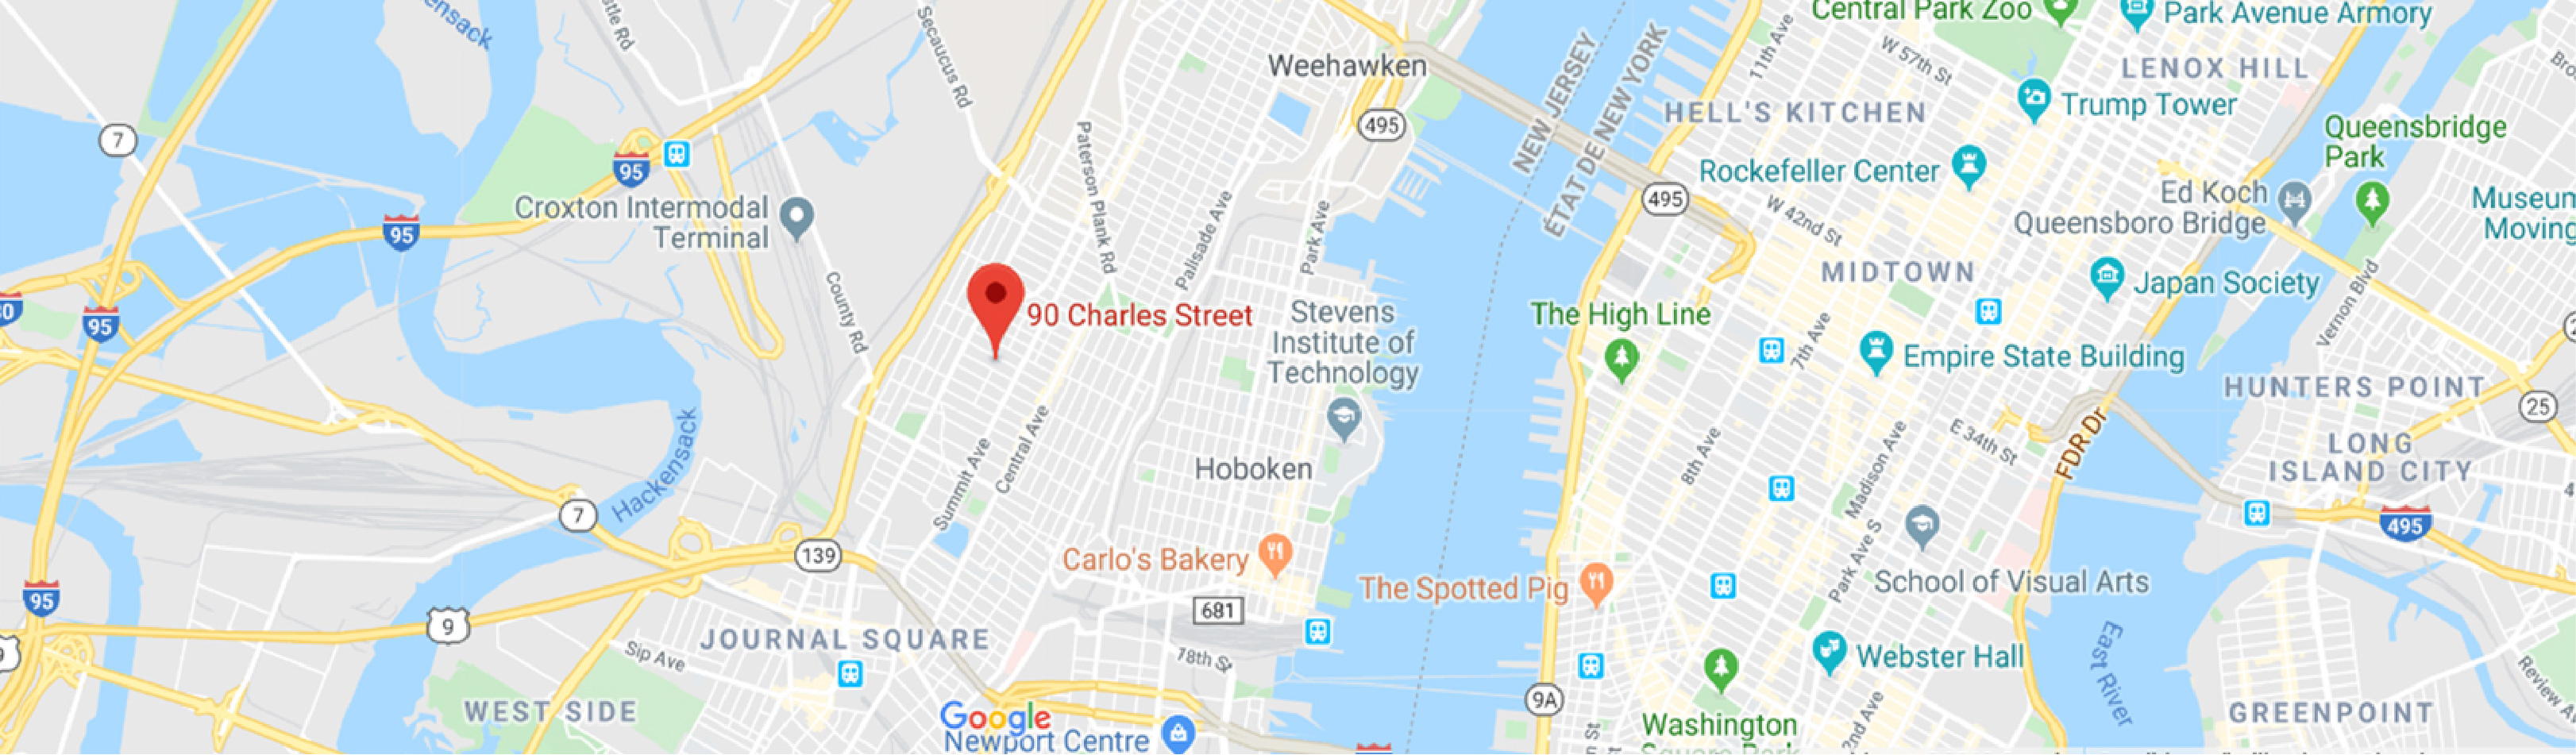 Central Park Zoo
Park Avenue Armory
Secaucus Rd
11th Ave
W 57th St
LENOX HILL
Weehawken
NEW JERSEY
ÉTAT DE NEW YORK
HELL'S KITCHEN
Trump Tower
495
7
95
Paterson Plank Rd
Queensbridge
Park
Rockefeller Center
Croxton Intermodal
Terminal
95
Palisade Ave
Park Ave
495
W 42nd St
Ed Koch
Queensboro Bridge
Museum
Moving
County Rd
MIDTOWN
Japan Society
Vernon Blvd
95
90 Charles Street
Stevens
Institute of
Technology
The High Line
7th Ave
Empire State Building
HUNTERS POINT
25
Hackensack
Summit Ave
Central Ave
Hoboken
8th Ave
Madison Ave
E 34th St
FDR Dr
LONG
ISLAND CITY
7
495
139
Carlo's Bakery
The Spotted Pig
Park Ave S
School of Visual Arts
95
9
681
JOURNAL SQUARE
Sip Ave
18th St
Webster Hall
East River
Review A
WEST SIDE
Google
Newport Centre
9A
Washington
Square Park
2nd Ave
GREENPOINT